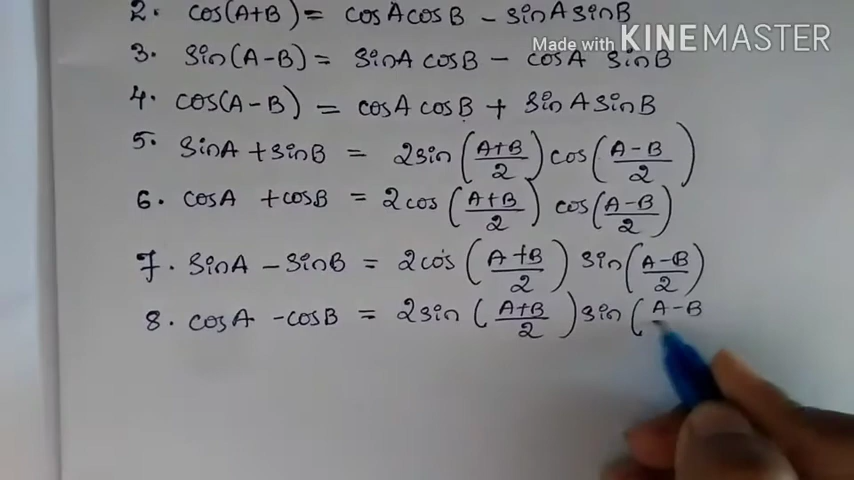 2. cos(A+B) = cosAcosB - sinAsinB
Made with KINEMASTER
3. sin(A-B) = sinA cosB - cosA sinB
4. cos(A-B) = cosA cosB + sinA sinB
5. sinA + sinB = 2sin(A+B/2) cos(A-B/2)
6. cosA + cosB = 2cos(A+B/2) cos(A-B/2)
7. sinA - sinB = 2cos(A+B/2) sin(A-B/2)
8. cosA - cosB = 2sin(A+B/2) sin(A-B